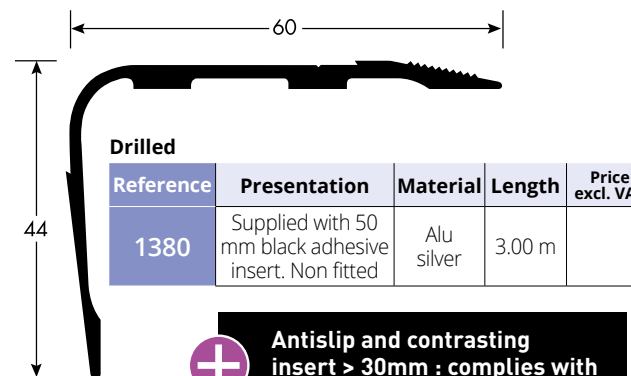 60
44
Drilled
Reference Presentation Material Length Price
excl.
1380 Supplied with 50
mm black adhesive
insert. Non fitted
Alu
silver
3.00 m
Antislip and contrasting
insert > 30mm : complies with